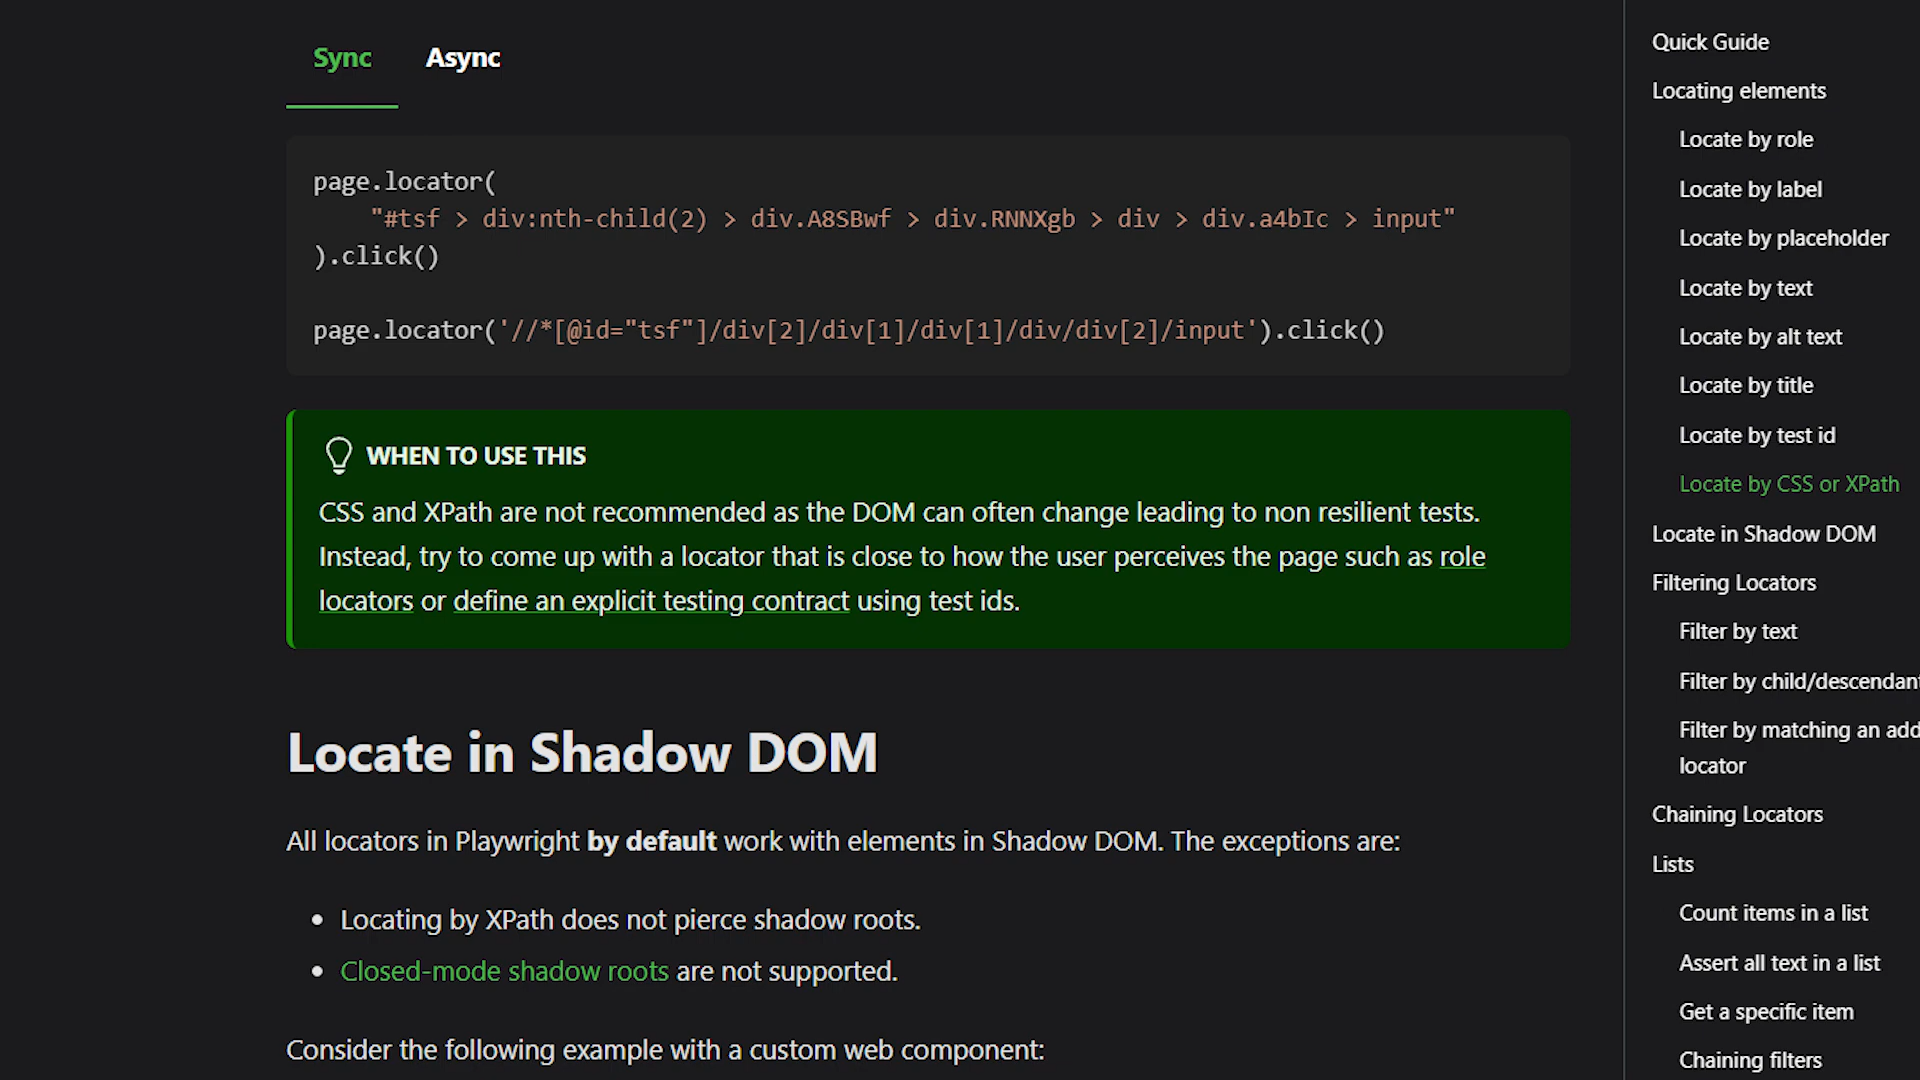 Sync Async
page.locator(
"#tsf > div:nth-child(2) > div.A8SBwf > div.RNNXgb > div > div.a4bIc > input"
).click()
page.locator('//*[@id="tsf"]/div[2]/div[1]/div[1]/div/div[2]/input').click()
WHEN TO USE THIS
CSS and XPath are not recommended as the DOM can often change leading to non resilient tests.
Instead, try to come up with a locator that is close to how the user perceives the page such as role
locators or define an explicit testing contract using test ids.
Locate in Shadow DOM
All locators in Playwright by default work with elements in Shadow DOM. The exceptions are:
• Locating by XPath does not pierce shadow roots.
• Closed-mode shadow roots are not supported.
Consider the following example with a custom web component:
Quick Guide
Locating elements
Locate by role
Locate by label
Locate by placeholder
Locate by text
Locate by alt text
Locate by title
Locate by test id
Locate by CSS or XPath
Locate in Shadow DOM
Filtering Locators
Filter by text
Filter by child/descendant
Filter by matching an add
locator
Chaining Locators
Lists
Count items in a list
Assert all text in a list
Get a specific item
Chaining filters